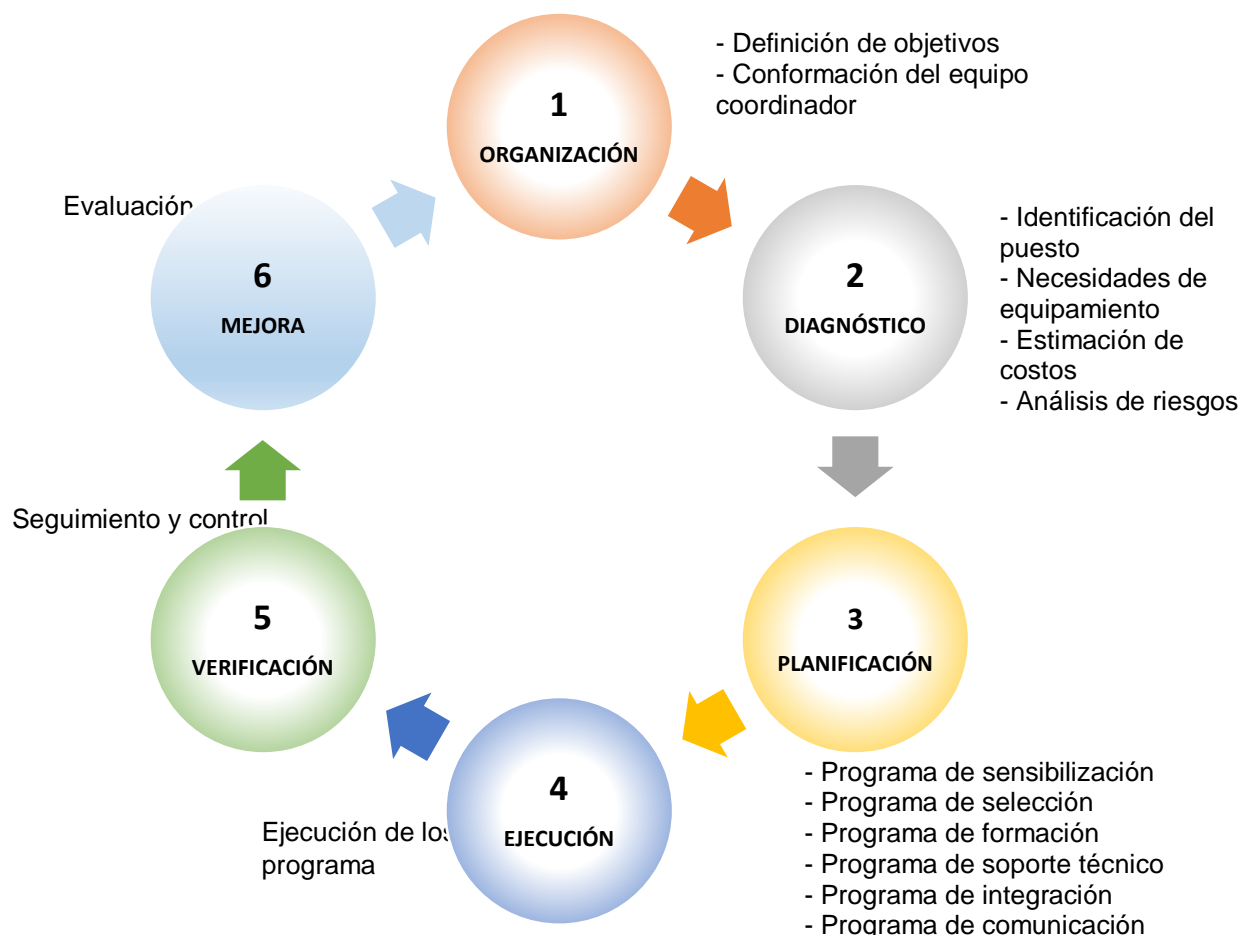 - Definición de objetivos
- Conformación del equipo
coordinador
1
ORGANIZACIÓN
Evaluación
- Identificación del
puesto
- Necesidades de
equipamiento
- Estimación de
costos
- Análisis de riesgos
2
DIAGNÓSTICO
6
MEJORA
Seguimiento y control
5
VERIFICACIÓN
3
PLANIFICACIÓN
- Programa de sensibilización
- Programa de selección
- Programa de formación
- Programa de soporte técnico
- Programa de integración
- Programa de comunicación
4
EJECUCIÓN
Ejecución de los
programa